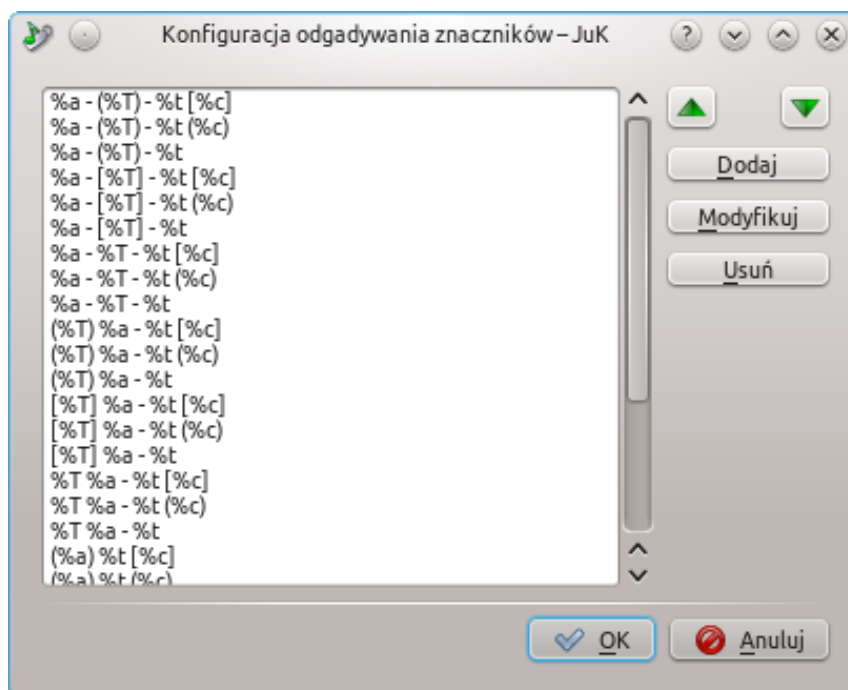 Konfiguracja odgadywania znaczników – JuK
%a - (%T) - %t [%c]
%a - (%T) - %t (%c)
%a - (%T) - %t
%a - [%T] - %t [%c]
%a - [%T] - %t (%c)
%a - [%T] - %t
%a - %T - %t [%c]
%a - %T - %t (%c)
%a - %T - %t
(%T) %a - %t [%c]
(%T) %a - %t (%c)
(%T) %a - %t
[%T] %a - %t [%c]
[%T] %a - %t (%c)
[%T] %a - %t
%T %a - %t [%c]
%T %a - %t (%c)
%T %a - %t
(%a) %t [%c]
(%a) %t (%c)
Dodaj
Modyfikuj
Usuń
OK
Anuluj